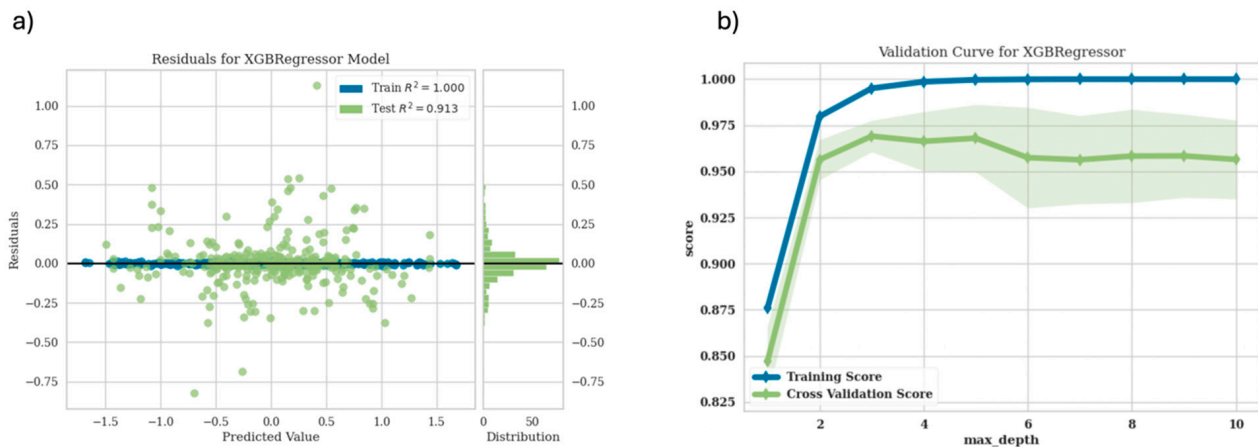 a)
Residuals for XGBRegressor Model
Train R² = 1.000
Test R² = 0.913
1.00
0.75
0.50
0.25
0.00
−0.25
−0.50
−0.75
Residuals
−1.5
−1.0
−0.5
0.0
0.5
1.0
1.5
Predicted Value
1.00
0.75
0.50
0.25
0.00
−0.25
−0.50
−0.75
0
50
Distribution
b)
Validation Curve for XGBRegressor
1.000
0.975
0.950
0.925
0.900
0.875
0.850
0.825
score
Training Score
Cross Validation Score
2
4
6
8
10
max_depth